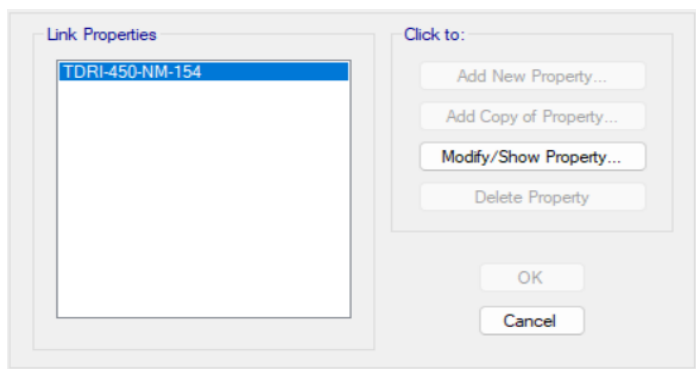 Link Properties
TDRI-450-NM-154
Click to:
Add New Property...
Add Copy of Property...
Modify/Show Property...
Delete Property
OK
Cancel